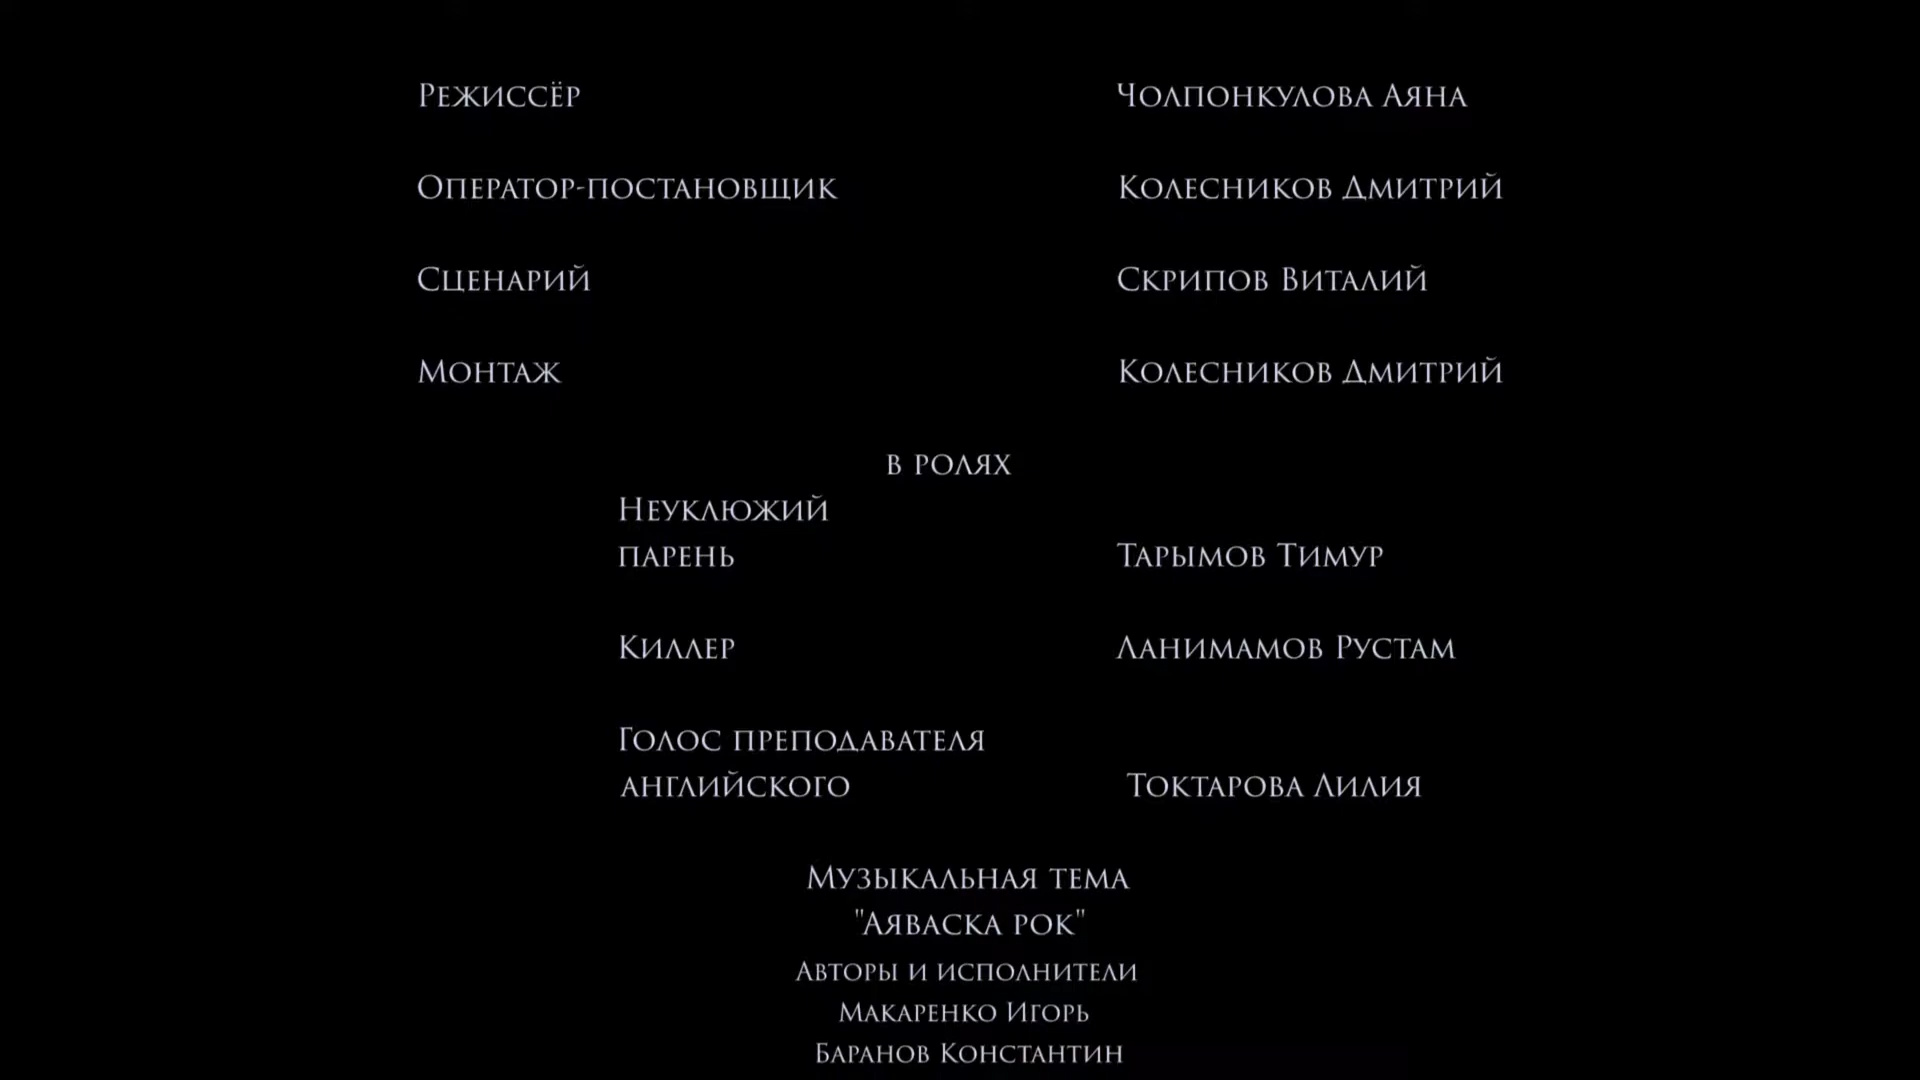 Режиссёр Чолпонкулова Аяна
Оператор-постановщик Колесников Дмитрий
Сценарий Скрипов Виталий
Монтаж Колесников Дмитрий
в ролях
Неуклюжий
парень Тарымов Тимур
Киллер Ланимамов Рустам
Голос преподавателя
английского Токтарова Лилия
Музыкальная тема
"Аяваска рок"
Авторы и исполнители
Макаренко Игорь
Баранов Константин